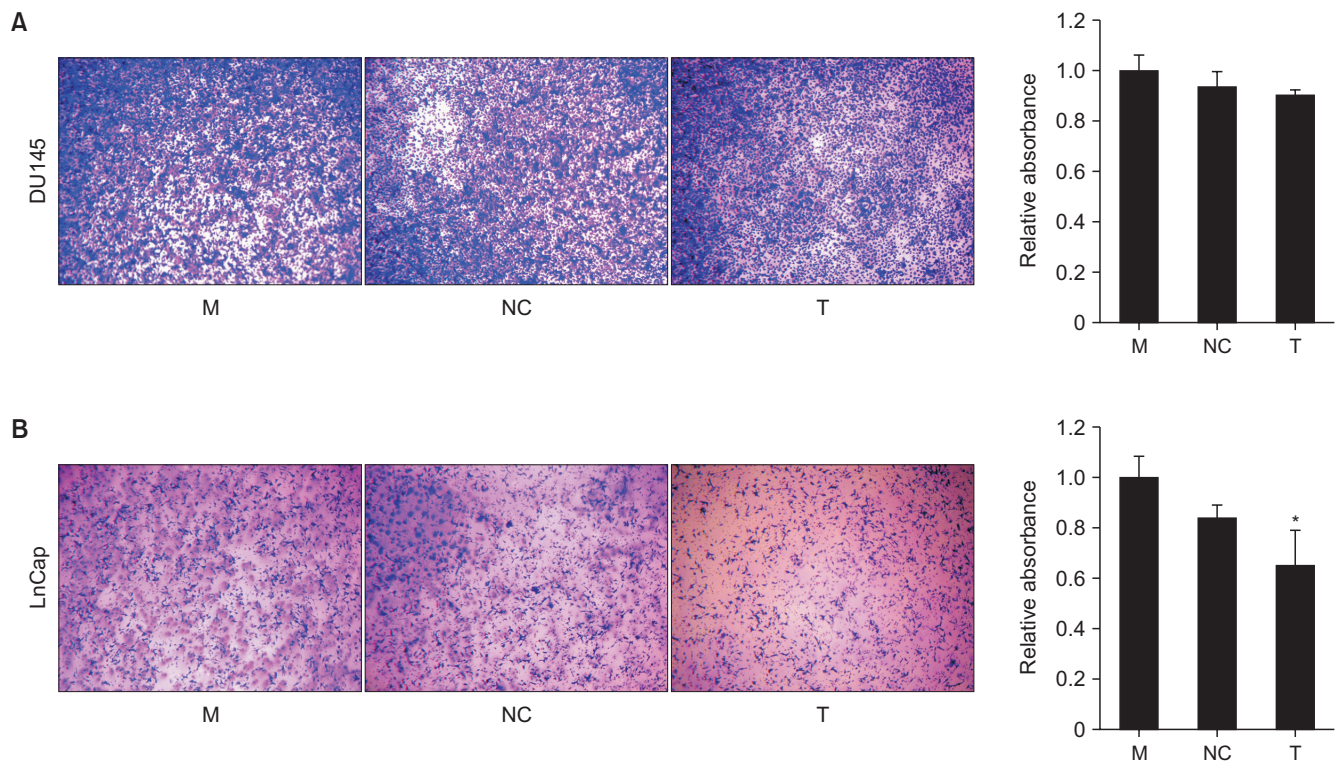 A
DU145
M
NC
T
Relative absorbance
1.2
1.0
0.8
0.6
0.4
0.2
0
M
NC
T
B
LnCap
M
NC
T
Relative absorbance
1.2
1.0
0.8
0.6
0.4
0.2
0
*
M
NC
T